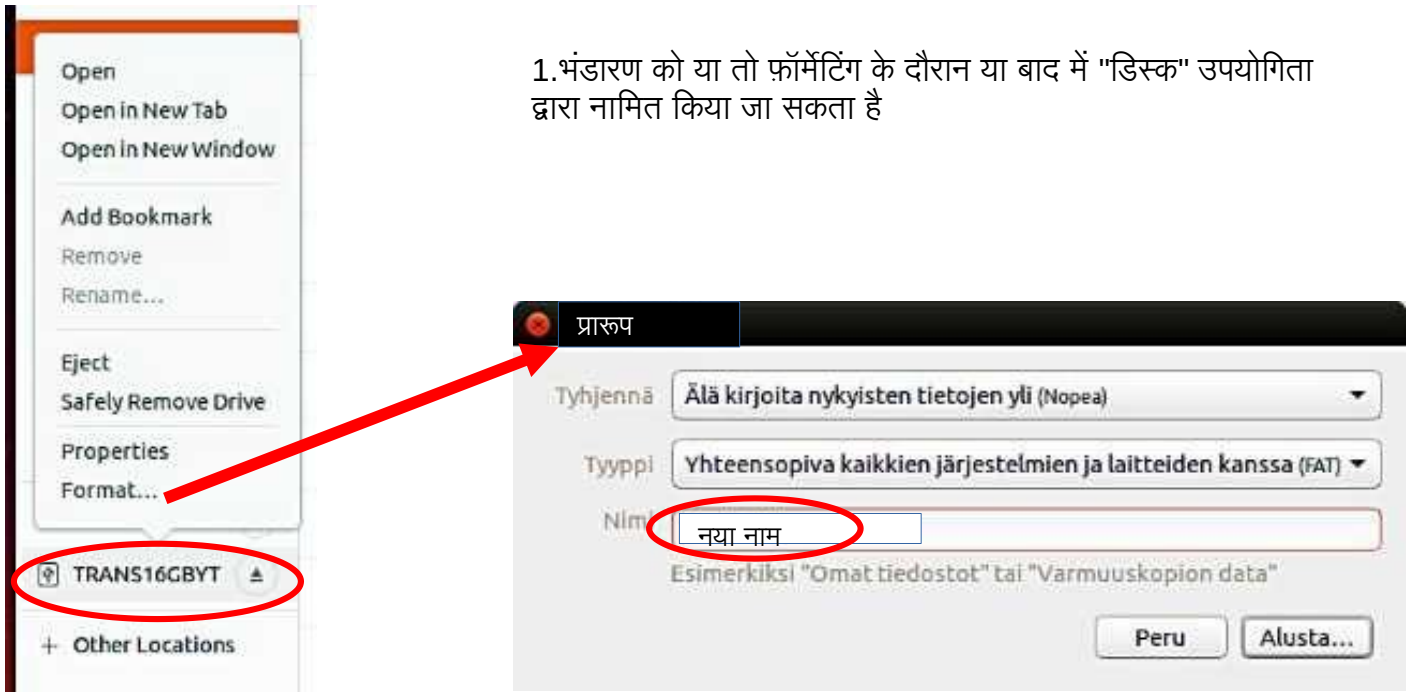 Open
Open in New Tab
Open in New Window
Add Bookmark
Remove
Rename...
Eject
Safely Remove Drive
Properties
Format...
TRANS16GBYT
+ Other Locations
1.भंडारण को या तो फ़ॉर्मेटिंग के दौरान या बाद में "डिस्क" उपयोगिता
द्वारा नामित किया जा सकता है
प्रारूप
Tyhjennä Älä kirjoita nykyisten tietojen yli (Nopea)
Tyyppi Yhteensopiva kaikkien järjestelmien ja laitteiden kanssa (FAT)
Nimi नया नाम
Esimerkiksi "Omat tiedostot" tai "Varmuuskopion data"
Peru Alusta...